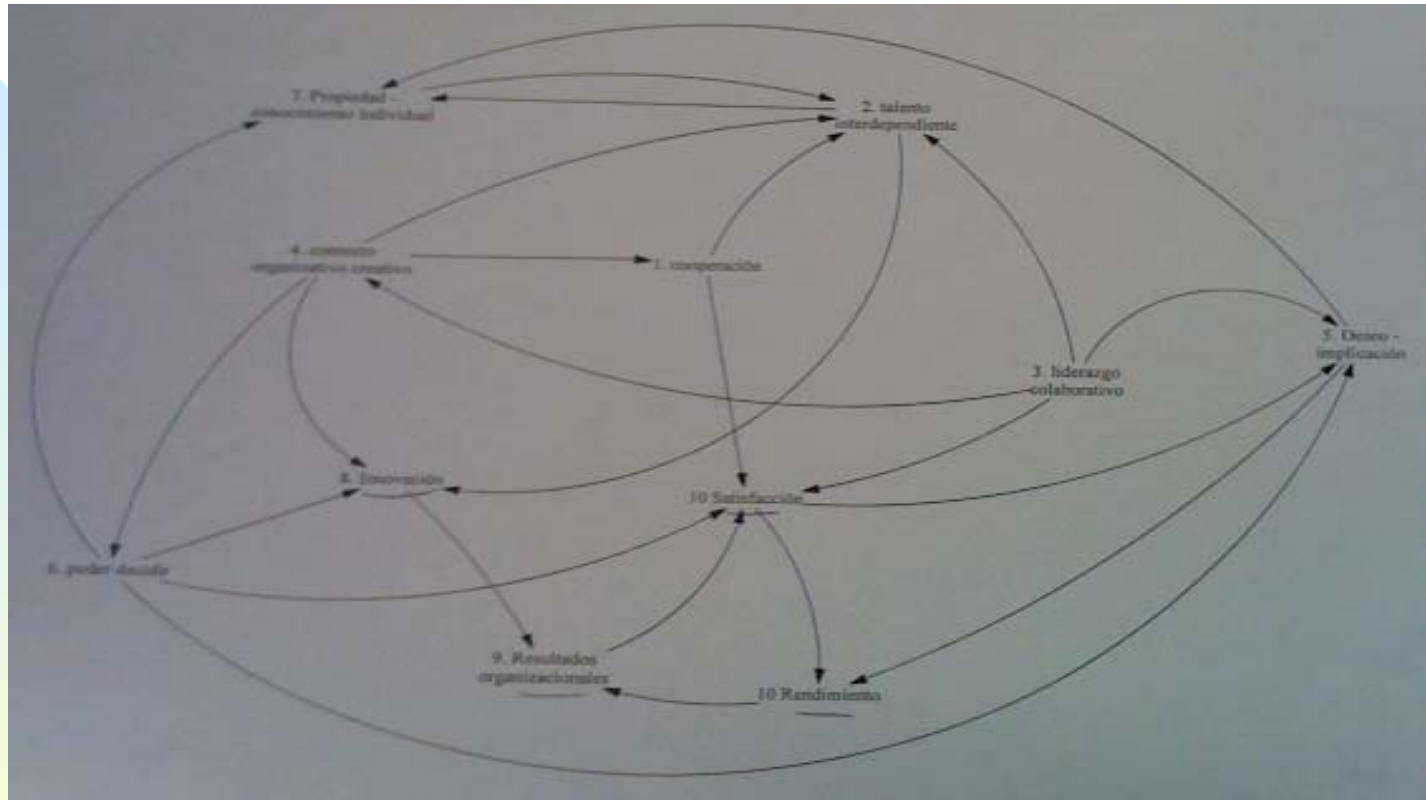 7. Propiedad -
conocimiento individual
2. talento
interdependiente
4. contexto
organizativo creativo
1. cooperación
5. Deseo -
implicación
3. liderazgo
colaborativo
8. Innovación
10 Satisfacción
6. poder decidir
9. Resultados
organizacionales
10 Rendimiento